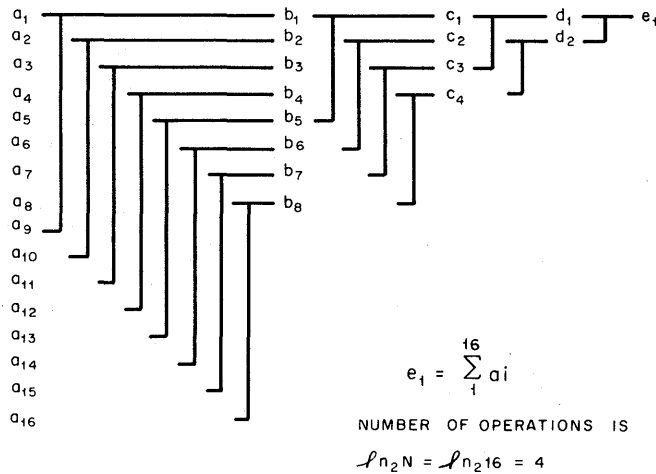 a₁ b₁ c₁ d₁ e₁
a₂ b₂ c₂ d₂
a₃ b₃ c₃
a₄ b₄ c₄
a₅ b₅
a₆ b₆
a₇ b₇
a₈ b₈
a₉
a₁₀
a₁₁
a₁₂
a₁₃
a₁₄
a₁₅
a₁₆
16
e₁ = ∑ ai
1
NUMBER OF OPERATIONS IS
ℓn₂N = ℓn₂16 = 4